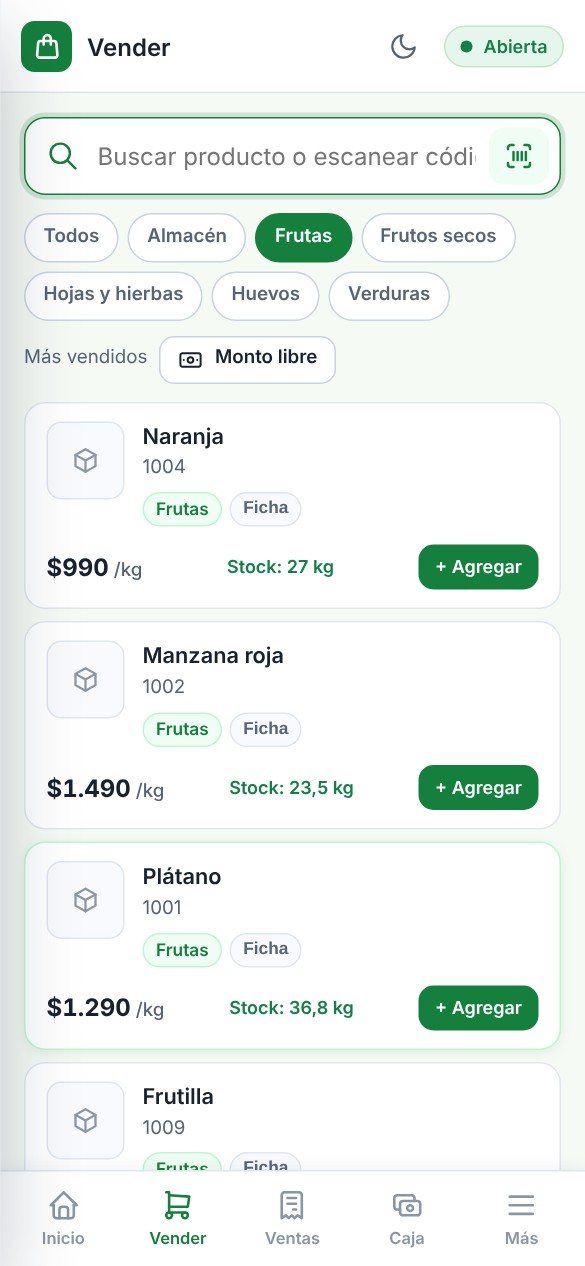 Vender
Abierta
Buscar producto o escanear códi
Todos
Almacén
Frutas
Frutos secos
Hojas y hierbas
Huevos
Verduras
Más vendidos
Monto libre
Naranja
1004
Frutas
Ficha
$990 /kg
Stock: 27 kg
+ Agregar
Manzana roja
1002
Frutas
Ficha
$1.490 /kg
Stock: 23,5 kg
+ Agregar
Plátano
1001
Frutas
Ficha
$1.290 /kg
Stock: 36,8 kg
+ Agregar
Frutilla
1009
Frutas
Ficha
Inicio
Vender
Ventas
Caja
Más